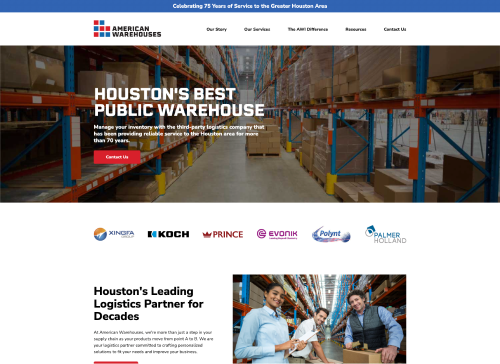 Celebrating 75 Years of Service to the Greater Houston Area
AMERICAN
WAREHOUSES
Our Story
Our Services
The AWI Difference
Resources
Contact Us
HOUSTON'S BEST
PUBLIC WAREHOUSE
Manage your inventory with the third-party logistics company that
has been providing reliable service to the Houston area for more
than 70 years.
Contact Us
XINGFA
KOCH
PRINCE
EVONIK
Polynt
PALMER
HOLLAND
Houston's Leading
Logistics Partner for
Decades
At American Warehouses, we're more than just a step in your
supply chain as your products move from point A to B. We are
your logistics partner committed to crafting personalized
solutions to fit your needs and improve your business.